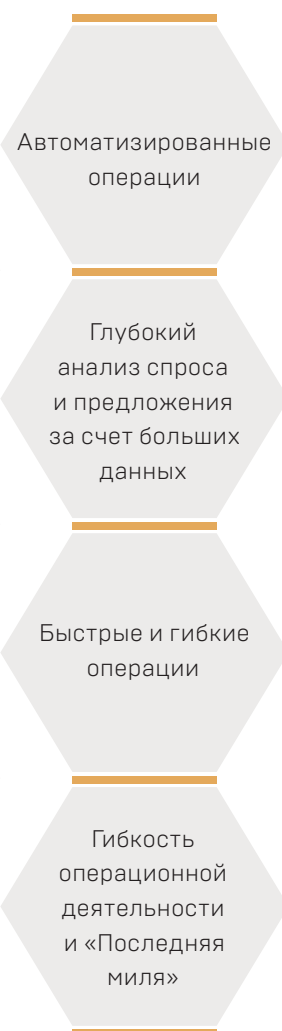 Автоматизированные
операции
Глубокий
анализ спроса
и предложения
за счет больших
данных
Быстрые и гибкие
операции
Гибкость
операционной
деятельности
и «Последняя
миля»